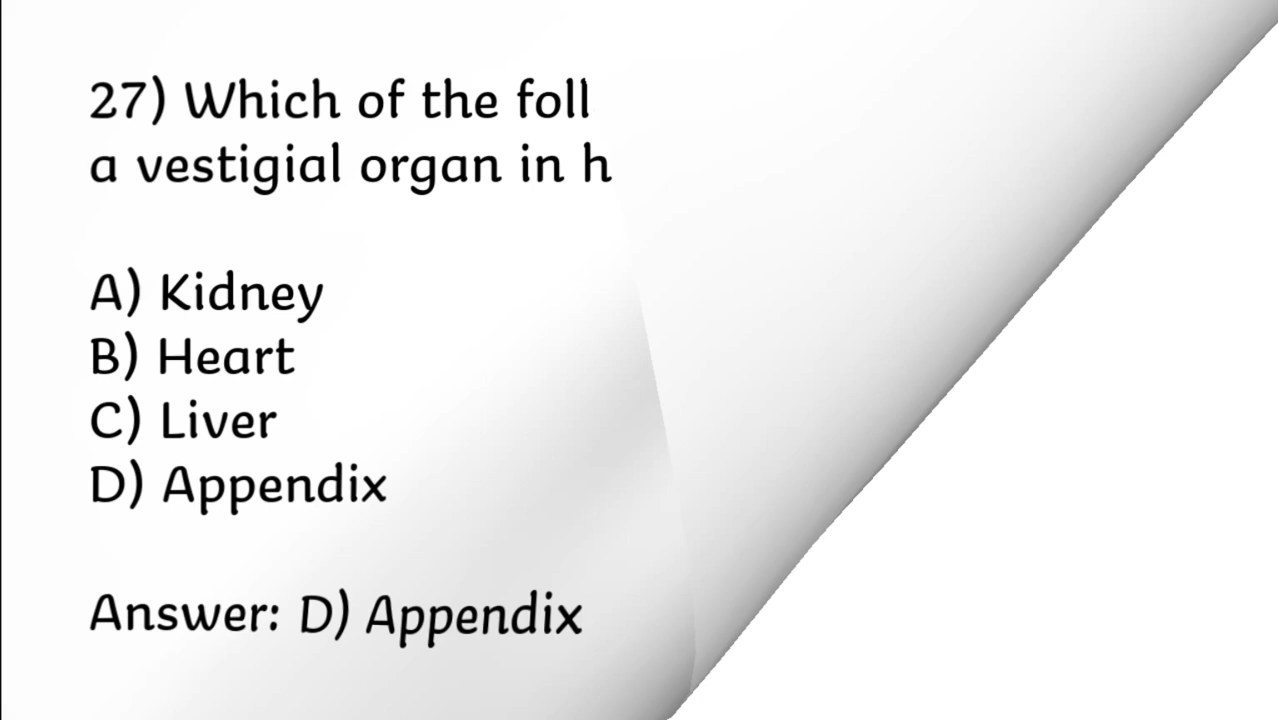 27) Which of the foll
a vestigial organ in h
A) Kidney
B) Heart
C) Liver
D) Appendix
Answer: D) Appendix